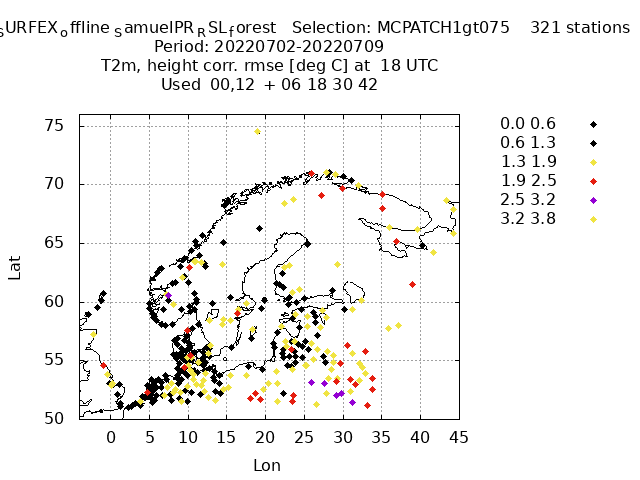 SURFEXoffline SamuelPRRSLforest Selection: MCPATCH1gt075 321 stations
Period: 20220702-20220709
T2m, height corr. rmse [deg C] at 18 UTC
Used 00,12 + 06 18 30 42
0.0 0.6
0.6 1.3
1.3 1.9
1.9 2.5
2.5 3.2
3.2 3.8
75
70
65
60
55
50
Lat
0 5 10 15 20 25 30 35 40 45
Lon